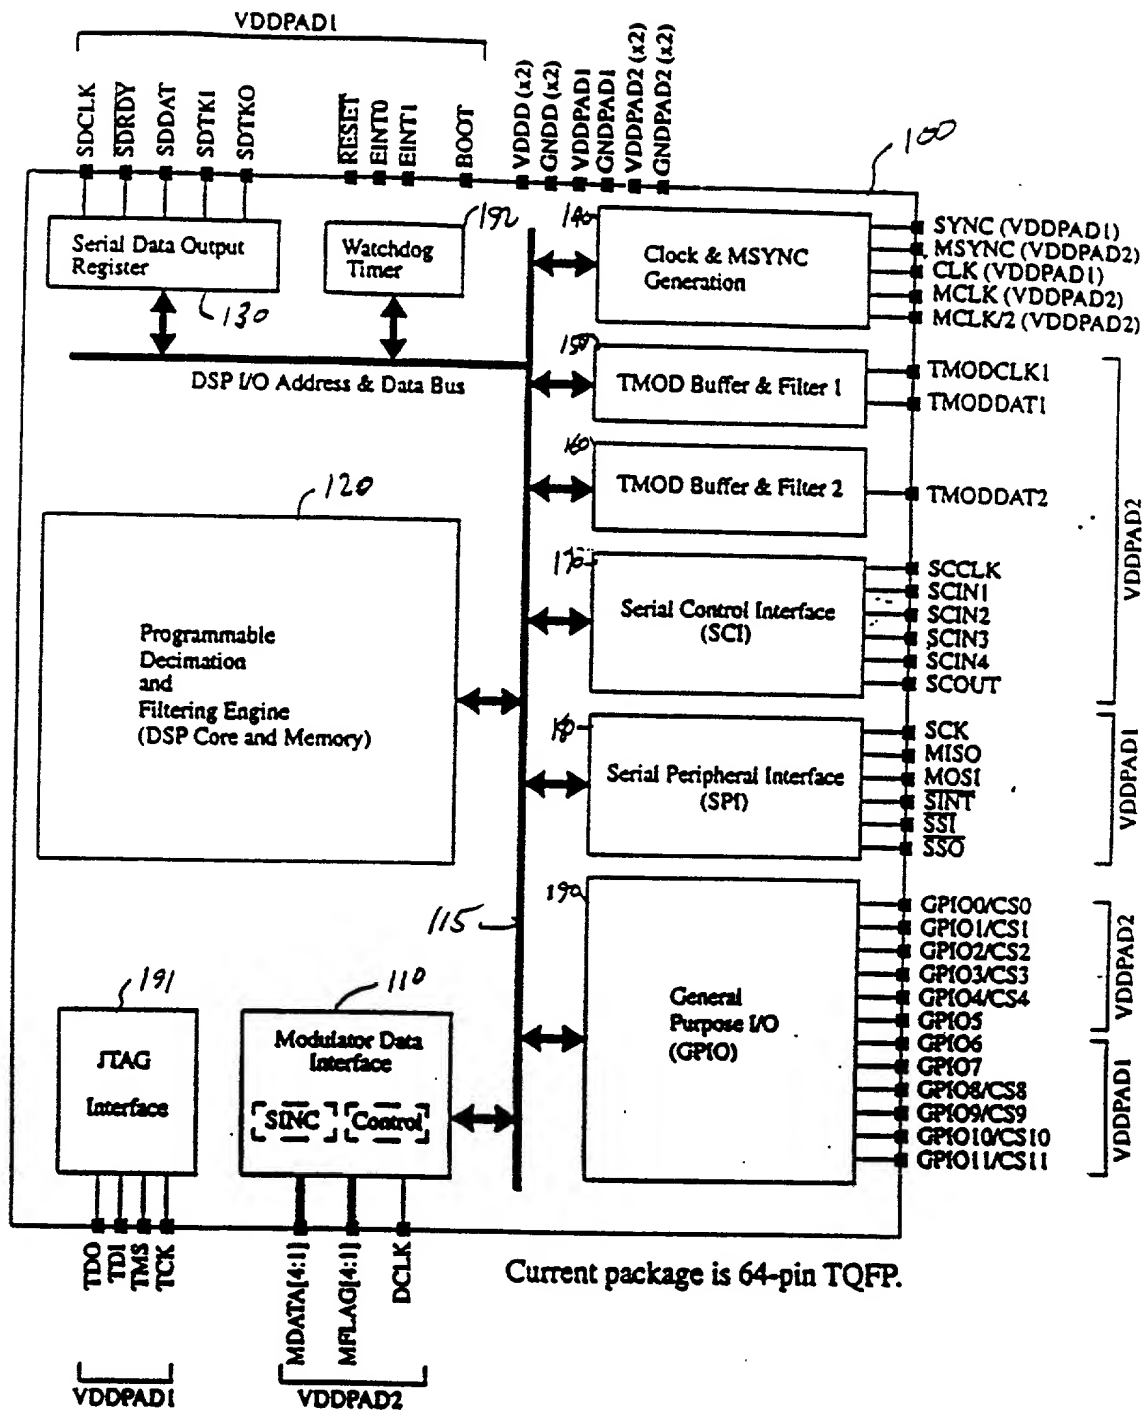 VDDPAD1
SDCLK
SDRDY
SDDAT
SDTKI
SDTKO
RESET
EINT0
EINT1
BOOT
VDDD (x2)
GNDD (x2)
VDDPAD1
GNDPAD1
VDDPAD2 (x2)
GNDPAD2 (x2)
100
Serial Data Output
Register
130
Watchdog
Timer
192
DSP I/O Address & Data Bus
140
Clock & MSYNC
Generation
SYNC (VDDPAD1)
MSYNC (VDDPAD2)
CLK (VDDPAD1)
MCLK (VDDPAD2)
MCLK/2 (VDDPAD2)
150
TMOD Buffer & Filter 1
TMODCLK1
TMODDAT1
160
TMOD Buffer & Filter 2
TMODDAT2
170
Serial Control Interface
(SCI)
SCCLK
SCIN1
SCIN2
SCIN3
SCIN4
SCOUT
VDDPAD2
120
Programmable
Decimation
and
Filtering Engine
(DSP Core and Memory)
180
Serial Peripheral Interface
(SPI)
SCK
MISO
MOSI
SINT
SSI
SSO
VDDPAD1
115
190
General
Purpose I/O
(GPIO)
GPIO0/CS0
GPIO1/CS1
GPIO2/CS2
GPIO3/CS3
GPIO4/CS4
GPIO5
GPIO6
GPIO7
GPIO8/CS8
GPIO9/CS9
GPIO10/CS10
GPIO11/CS11
VDDPAD2
VDDPAD1
191
JTAG
Interface
110
Modulator Data
Interface
SINC
Control
TDO
TDI
TMS
TCK
MDATA[4:1]
MFLAG[4:1]
DCLK
VDDPAD1
VDDPAD2
Current package is 64-pin TQFP.